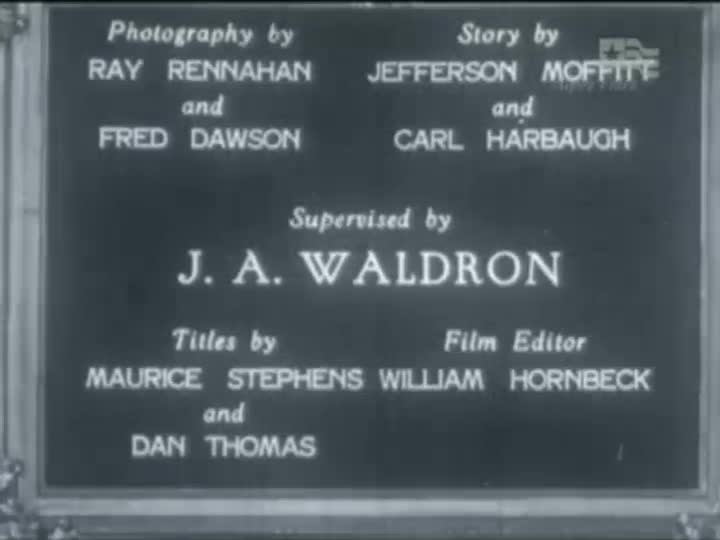 Photography by
RAY RENNAHAN
and
FRED DAWSON
Story by
JEFFERSON MOFFITT
and
CARL HARBAUGH
Supervised by
J. A. WALDRON
Titles by
MAURICE STEPHENS
and
DAN THOMAS
Film Editor
WILLIAM HORNBECK